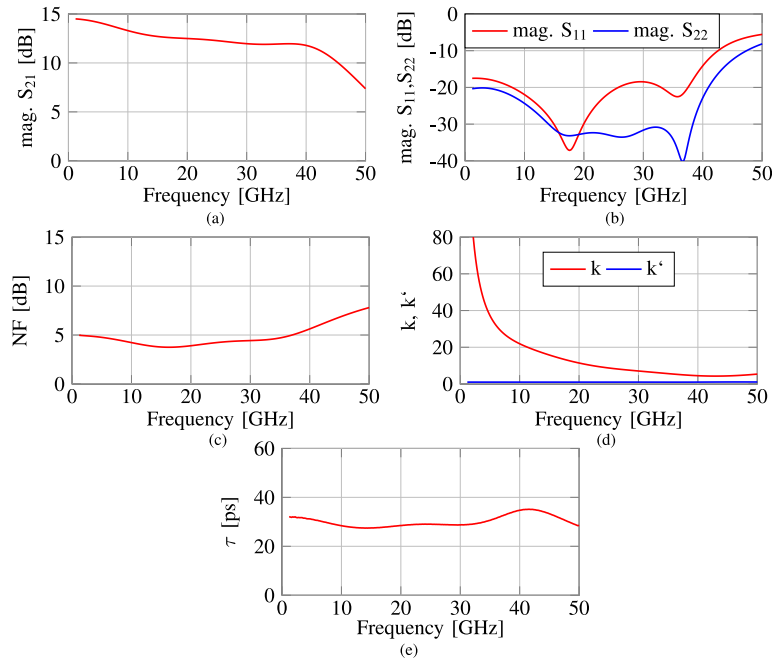 mag. S21 [dB]
15
10
5
0
0 10 20 30 40 50
Frequency [GHz]
(a)
mag. S11,S22 [dB]
0
-10
-20
-30
-40
mag. S11 mag. S22
0 10 20 30 40 50
Frequency [GHz]
(b)
NF [dB]
15
10
5
0
0 10 20 30 40 50
Frequency [GHz]
(c)
k, k‘
80
60
40
20
0
k k‘
0 10 20 30 40 50
Frequency [GHz]
(d)
τ [ps]
60
40
20
0
0 10 20 30 40 50
Frequency [GHz]
(e)